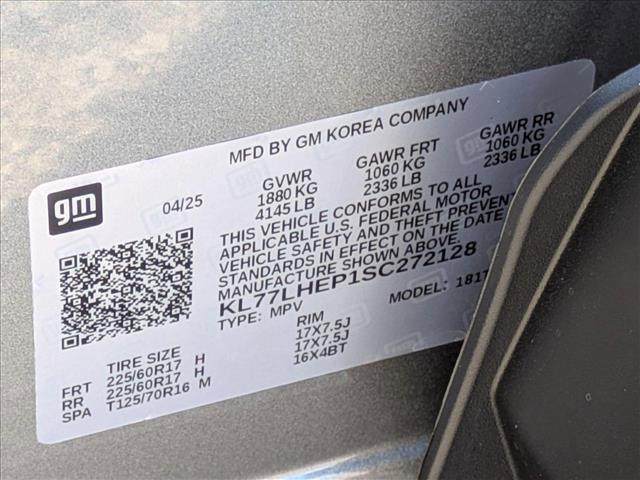 MFD BY GM KOREA COMPANY
gm
04/25
GVWR GAWR FRT GAWR RR
1880 KG 1060 KG 1060 KG
4145 LB 2336 LB 2336 LB
THIS VEHICLE CONFORMS TO ALL
APPLICABLE U.S. FEDERAL MOTOR
VEHICLE SAFETY AND THEFT PREVENT
STANDARDS IN EFFECT ON THE DATE
MANUFACTURE SHOWN ABOVE.
KL77LHEP1SC272128
TYPE: MPV MODEL: 181T
TIRE SIZE RIM
FRT 225/60R17 H 17X7.5J
RR 225/60R17 H 17X7.5J
SPA T125/70R16 M 16X4BT